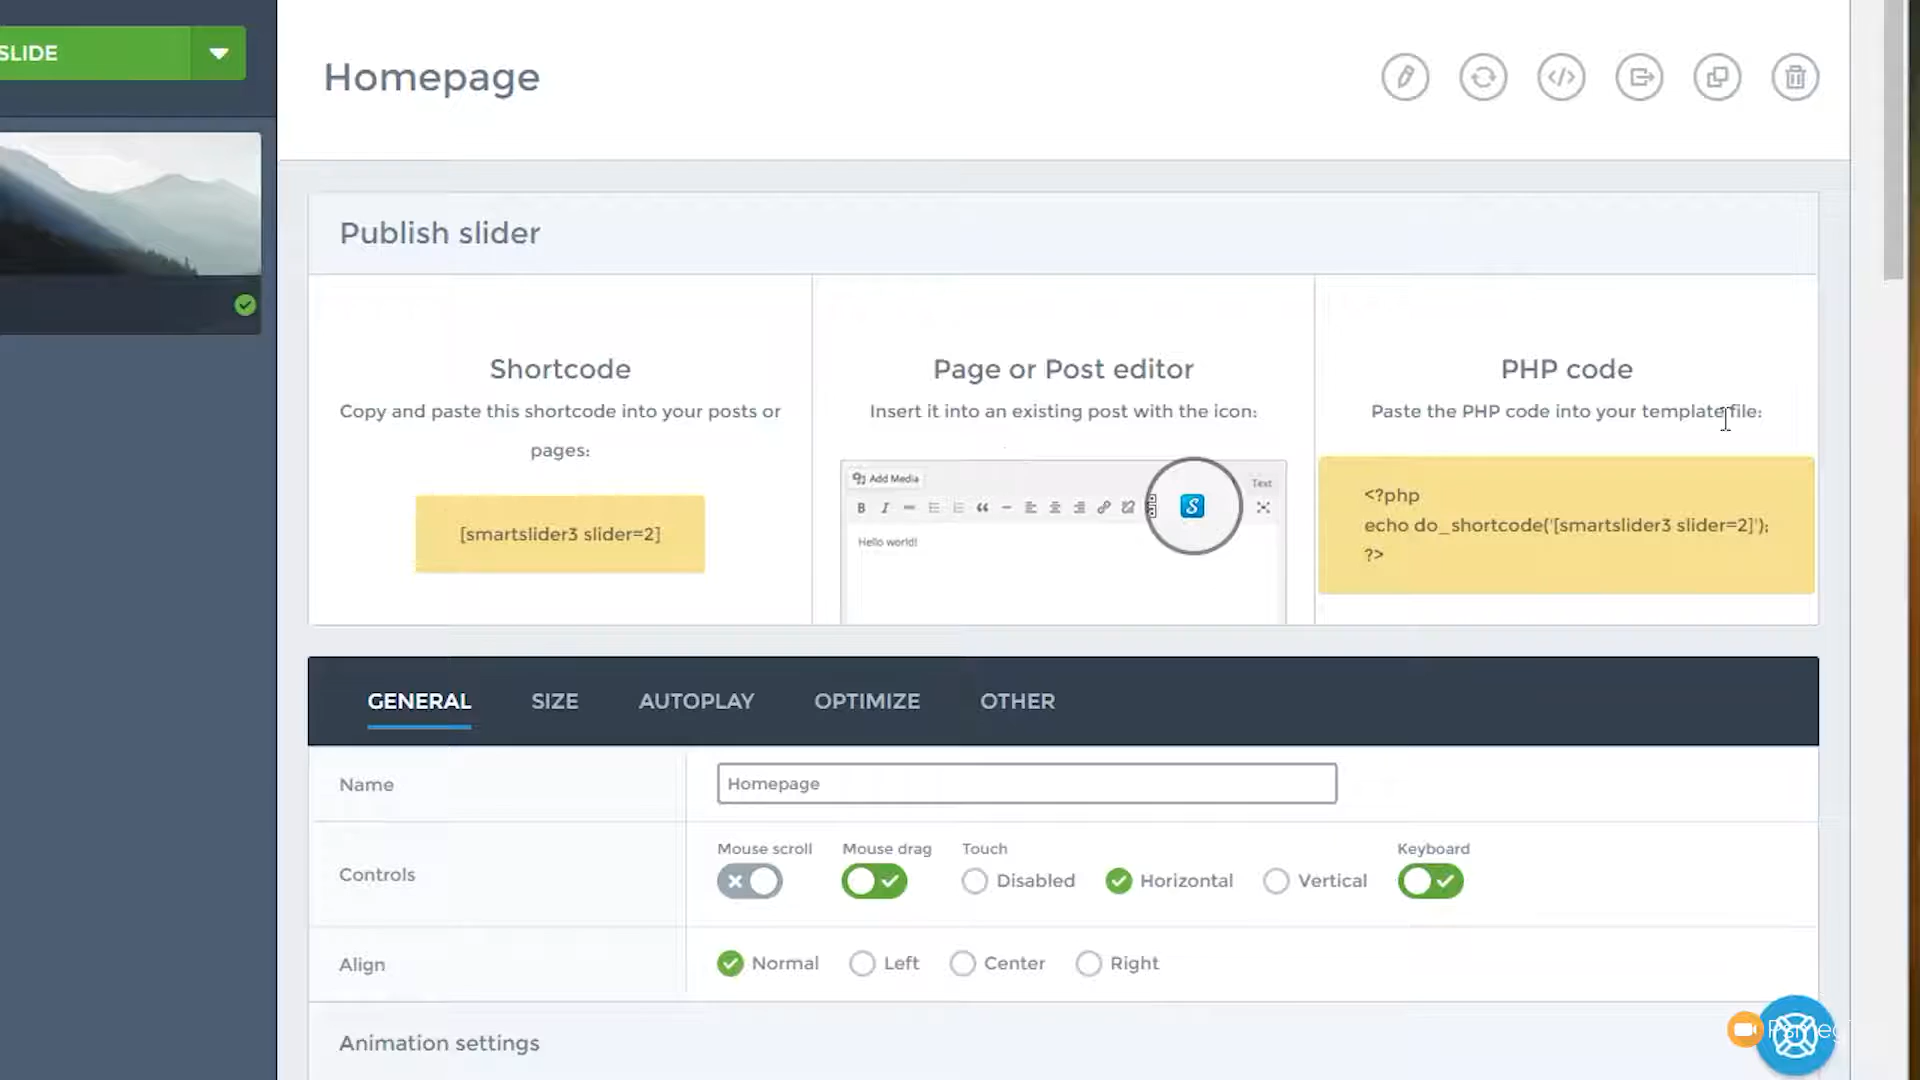 SLIDE
Homepage
Publish slider
Shortcode
Copy and paste this shortcode into your posts or
pages:
[smartslider3 slider=2]
Page or Post editor
Insert it into an existing post with the icon:
Add Media
Text
B I
Hello world!
PHP code
Paste the PHP code into your template file:
<?php
echo do_shortcode('[smartslider3 slider=2]');
?>
GENERAL SIZE AUTOPLAY OPTIMIZE OTHER
Name
Homepage
Controls
Mouse scroll Mouse drag Touch Keyboard
Disabled Horizontal Vertical
Align
Normal Left Center Right
Animation settings